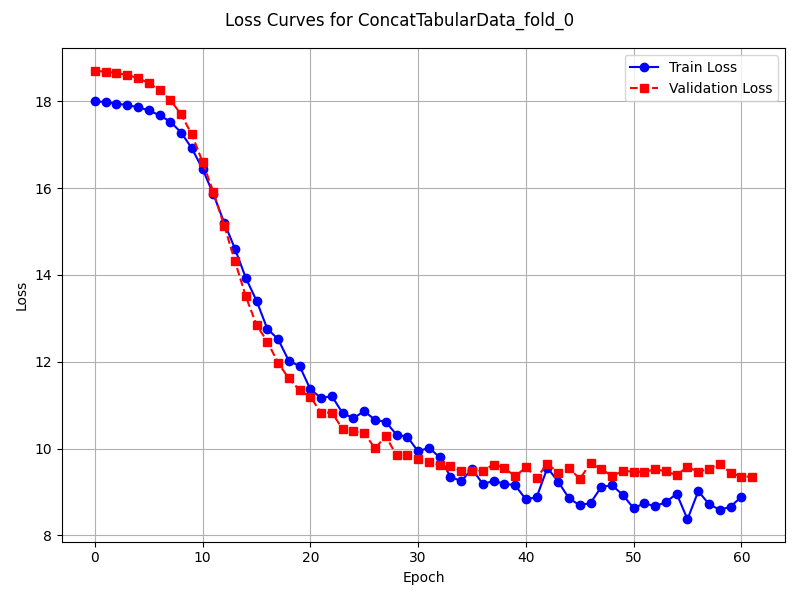 Loss Curves for ConcatTabularData_fold_0
Train Loss
Validation Loss
Loss
18
16
14
12
10
8
0 10 20 30 40 50 60
Epoch